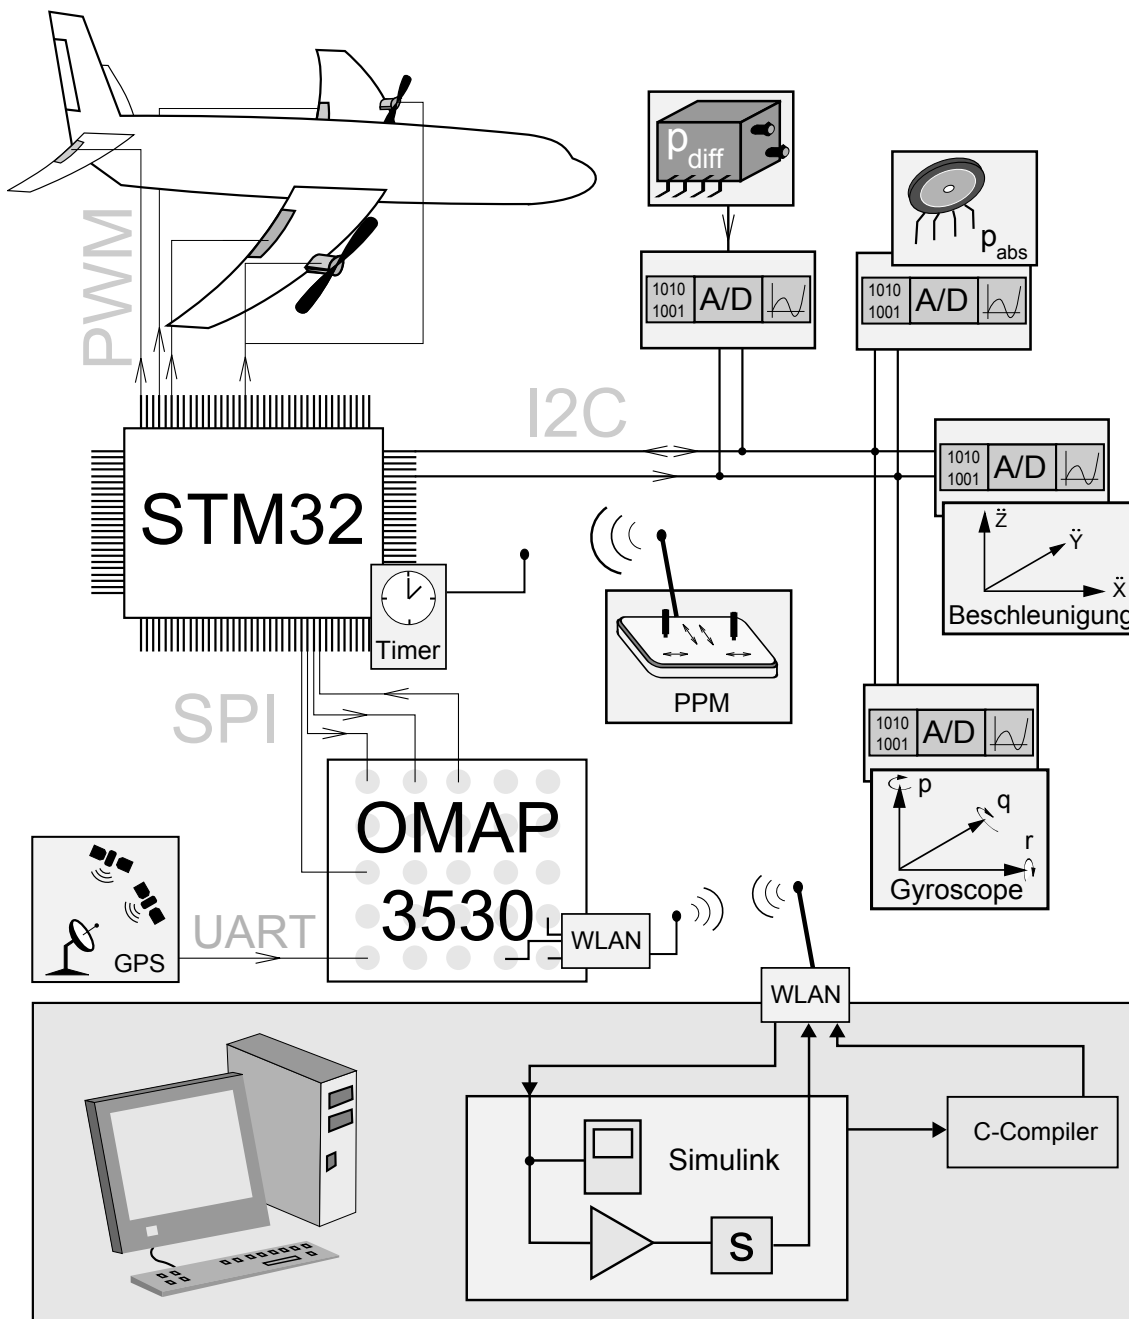 PWM
p
diff
1010
1001
A/D
p
abs
1010
1001
A/D
I2C
1010
1001
A/D
STM32
Z̈
Ÿ
Ẍ
Beschleunigung
Timer
PPM
SPI
1010
1001
A/D
p
q
r
Gyroscope
OMAP
3530
UART
GPS
WLAN
WLAN
Simulink
C-Compiler
S